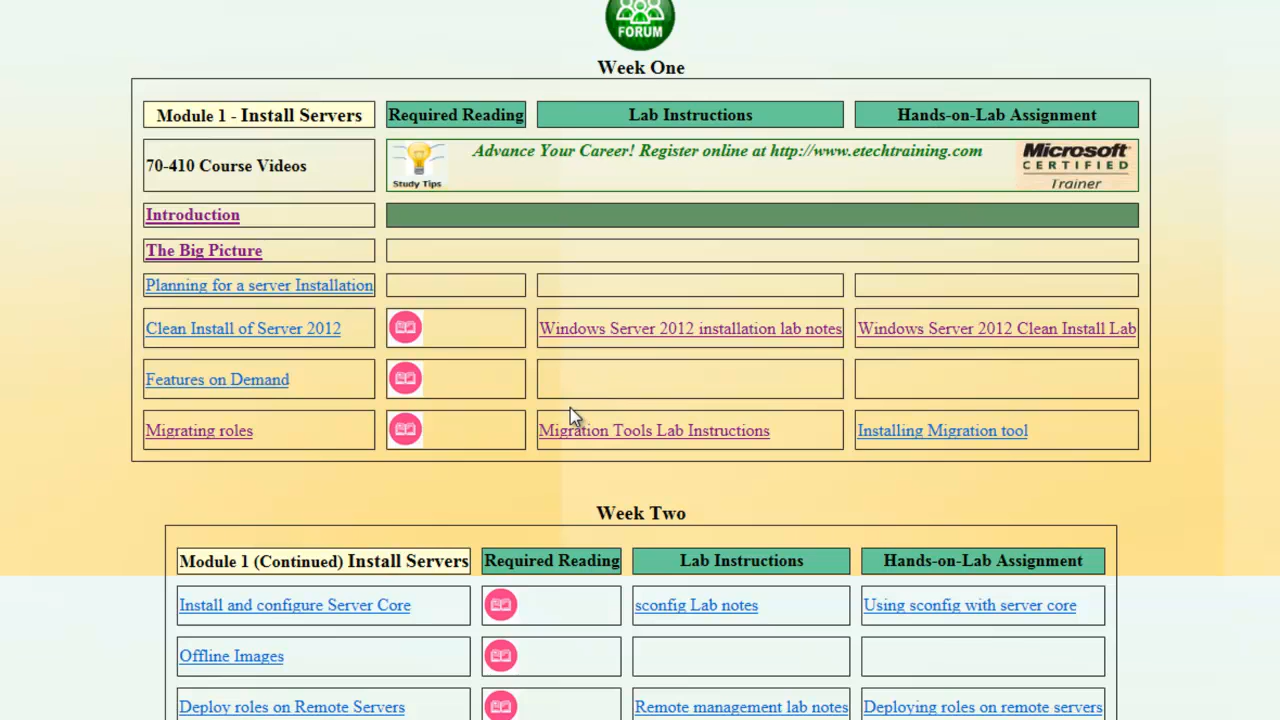 FORUM
Week One
Module 1 - Install Servers Required Reading Lab Instructions Hands-on-Lab Assignment
70-410 Course Videos
Study Tips
Advance Your Career! Register online at http://www.etechtraining.com
Microsoft
CERTIFIED
Trainer
Introduction
The Big Picture
Planning for a server Installation
Clean Install of Server 2012 Windows Server 2012 installation lab notes Windows Server 2012 Clean Install Lab
Features on Demand
Migrating roles Migration Tools Lab Instructions Installing Migration tool
Week Two
Module 1 (Continued) Install Servers Required Reading Lab Instructions Hands-on-Lab Assignment
Install and configure Server Core sconfig Lab notes Using sconfig with server core
Offline Images
Deploy roles on Remote Servers Remote management lab notes Deploying roles on remote servers